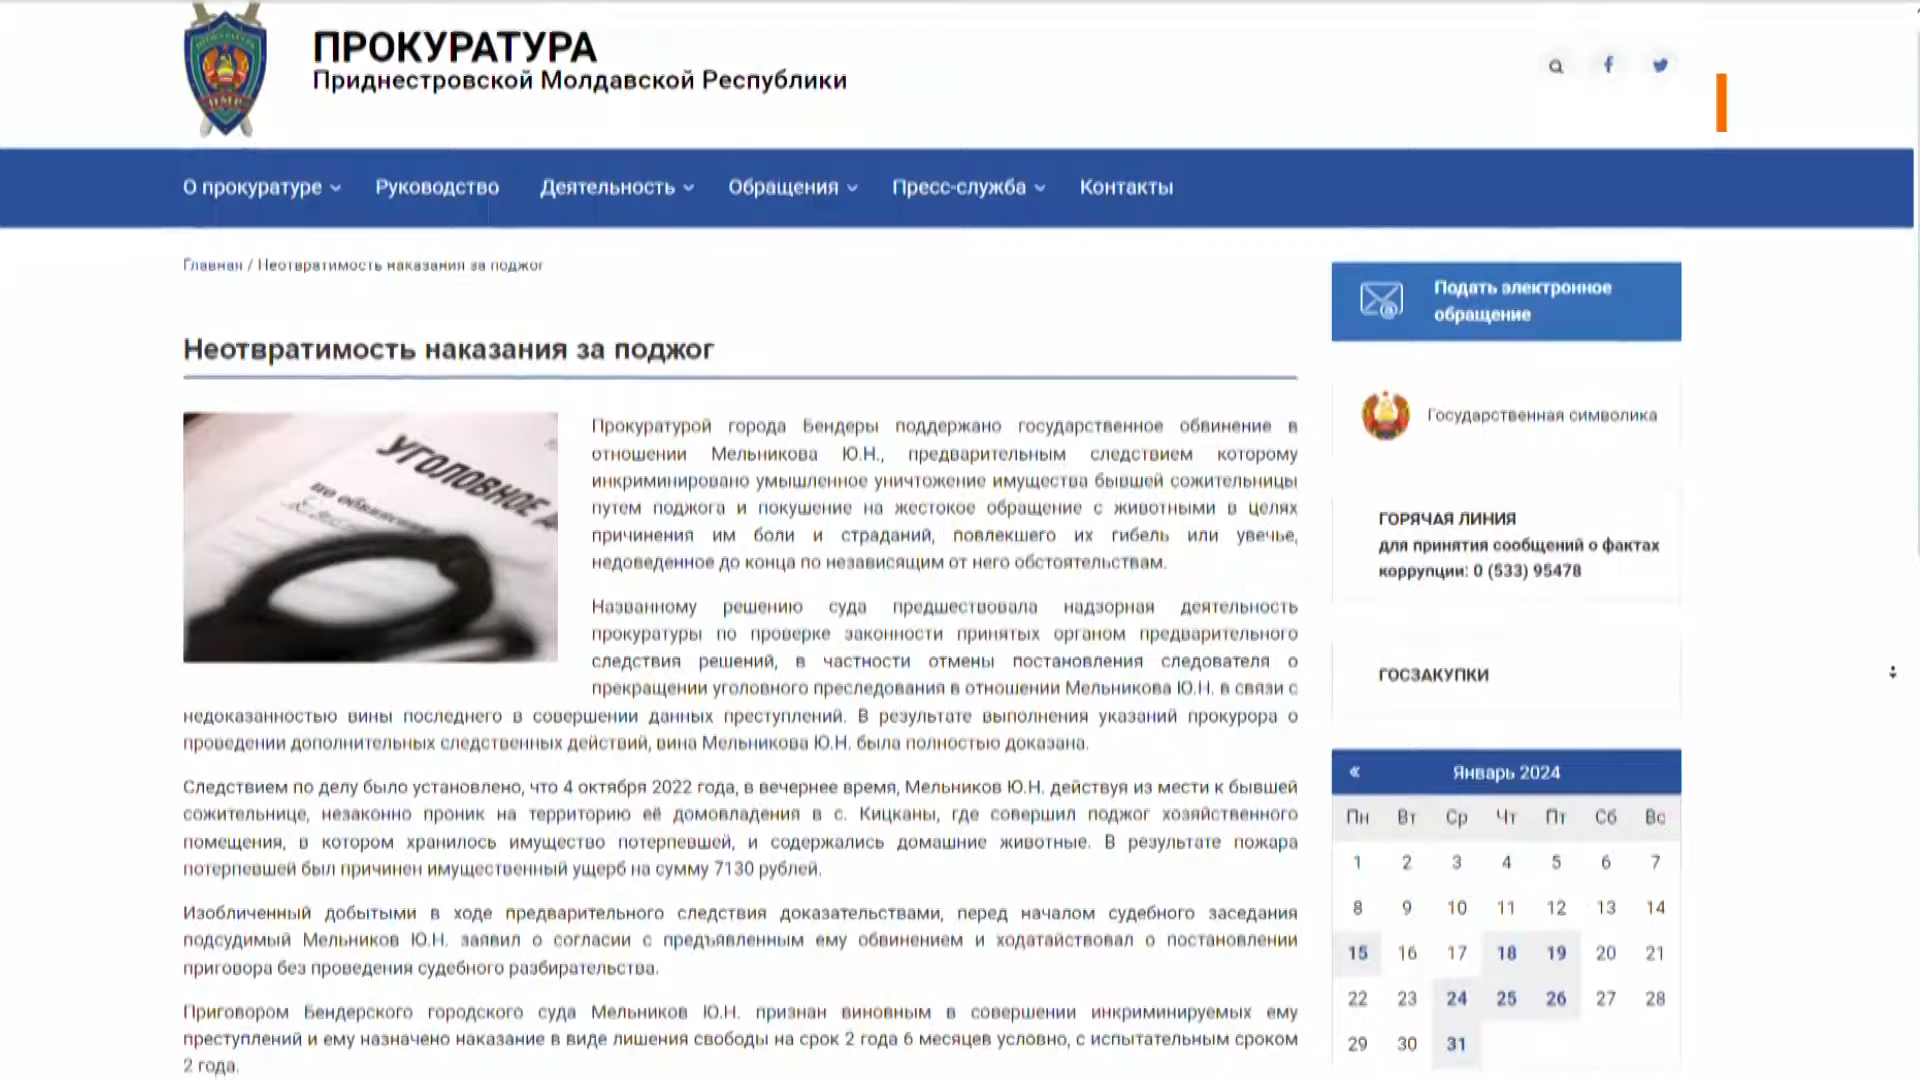 ПРОКУРАТУРА
Приднестровской Молдавской Республики
О прокуратуре
Руководство
Деятельность
Обращения
Пресс-служба
Контакты
Главная / Неотвратимость наказания за поджог
Неотвратимость наказания за поджог
УГОЛОВНОЕ
Прокуратурой города Бендеры поддержано государственное обвинение в
отношении Мельникова Ю.Н., предварительным следствием которому
инкриминировано умышленное уничтожение имущества бывшей сожительницы
путем поджога и покушение на жестокое обращение с животными в целях
причинения им боли и страданий, повлекшего их гибель или увечье,
недоведенное до конца по независящим от него обстоятельствам.
Названному решению суда предшествовала надзорная деятельность
прокуратуры по проверке законности принятых органом предварительного
следствия решений, в частности отмены постановления следователя о
прекращении уголовного преследования в отношении Мельникова Ю.Н. в связи с
недоказанностью вины последнего в совершении данных преступлений. В результате выполнения указаний прокурора о
проведении дополнительных следственных действий, вина Мельникова Ю.Н. была полностью доказана.
Следствием по делу было установлено, что 4 октября 2022 года, в вечернее время, Мельников Ю.Н. действуя из мести к бывшей
сожительнице, незаконно проник на территорию её домовладения в с. Кицканы, где совершил поджог хозяйственного
помещения, в котором хранилось имущество потерпевшей, и содержались домашние животные. В результате пожара
потерпевшей был причинен имущественный ущерб на сумму 7130 рублей.
Изобличенный добытыми в ходе предварительного следствия доказательствами, перед началом судебного заседания
подсудимый Мельников Ю.Н. заявил о согласии с предъявленным ему обвинением и ходатайствовал о постановлении
приговора без проведения судебного разбирательства.
Приговором Бендерского городского суда Мельников Ю.Н. признан виновным в совершении инкриминируемых ему
преступлений и ему назначено наказание в виде лишения свободы на срок 2 года 6 месяцев условно, с испытательным сроком
2 года.
Подать электронное
обращение
Государственная символика
ГОРЯЧАЯ ЛИНИЯ
для принятия сообщений о фактах
коррупции: 0 (533) 95478
ГОСЗАКУПКИ
« Январь 2024
Пн Вт Ср Чт Пт Сб Вс
1 2 3 4 5 6 7
8 9 10 11 12 13 14
15 16 17 18 19 20 21
22 23 24 25 26 27 28
29 30 31